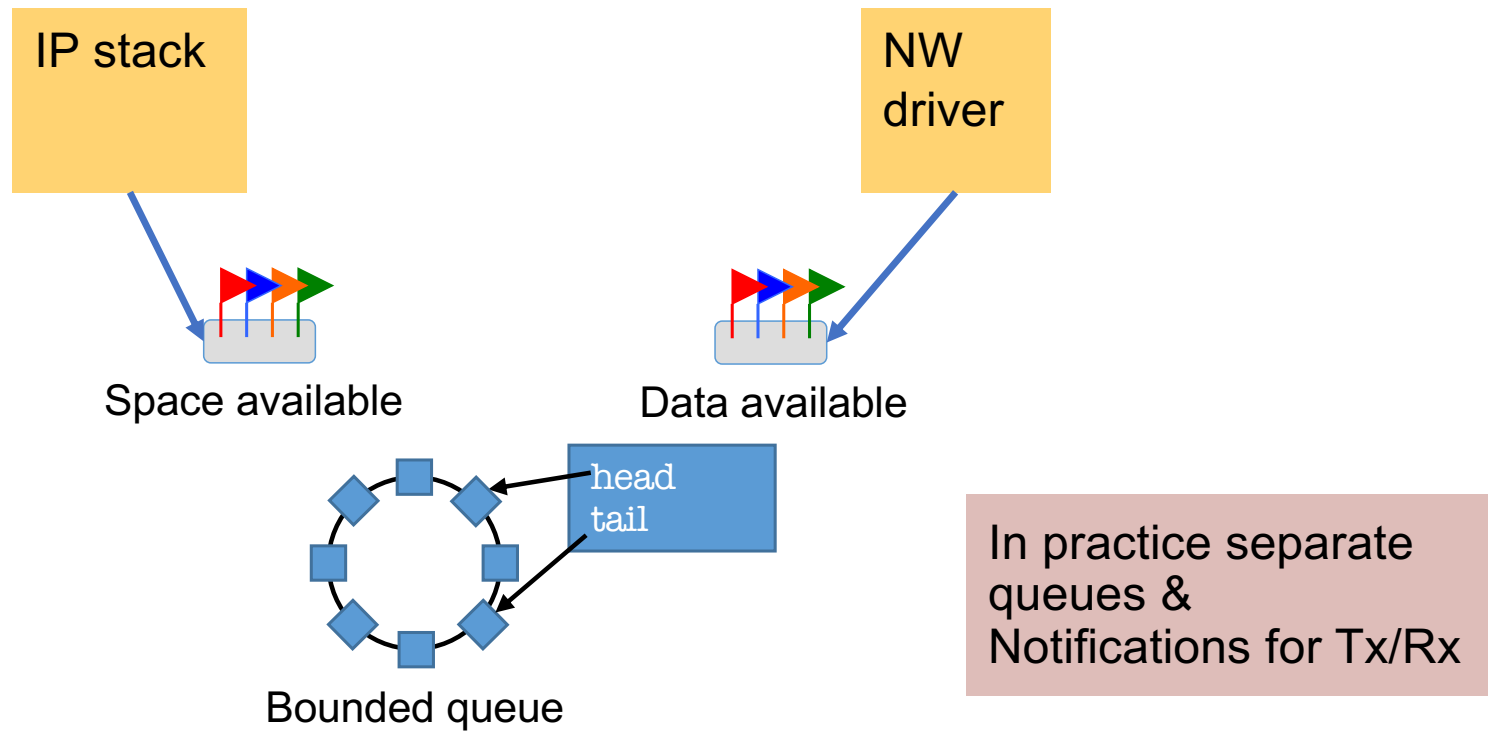 IP stack
NW
driver
Space available
Data available
head
tail
Bounded queue
In practice separate
queues &
Notifications for Tx/Rx